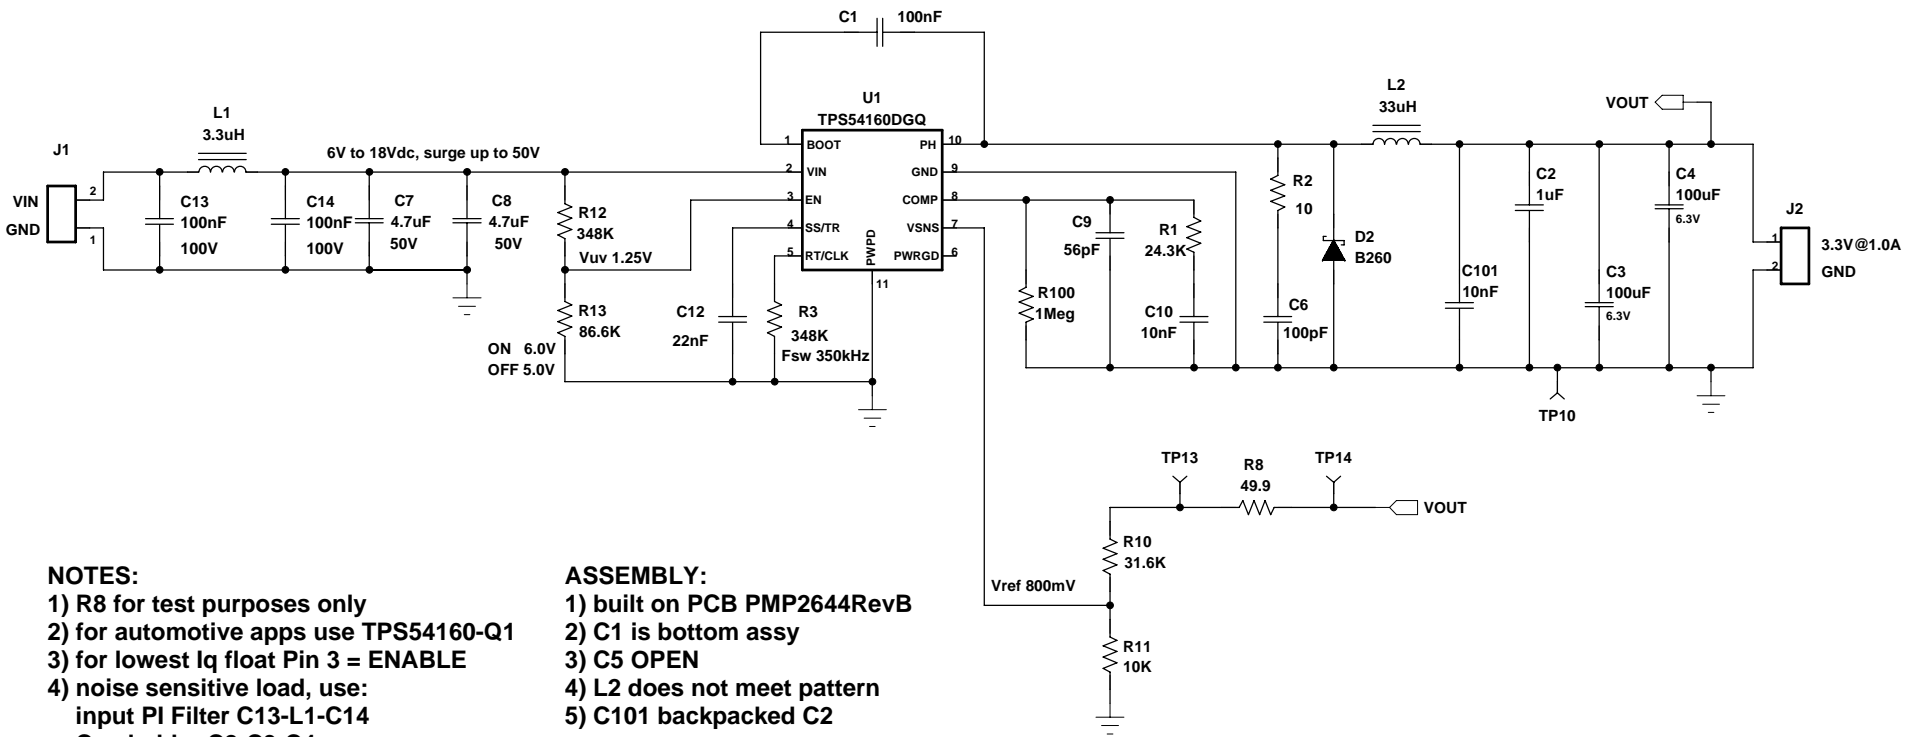 C1 100nF
U1
TPS54160DGQ
1 BOOT
2 VIN
3 EN
4 SS/TR
5 RT/CLK
PWPD
11
PH 10
GND 9
COMP 8
VSNS 7
PWRGD 6
J1
VIN 2
GND 1
L1
3.3uH
6V to 18Vdc, surge up to 50V
C13
100nF
100V
C14
100nF
100V
C7
4.7uF
50V
C8
4.7uF
50V
R12
348K
Vuv 1.25V
R13
86.6K
ON 6.0V
OFF 5.0V
C12
22nF
R3
348K
Fsw 350kHz
R100
1Meg
C9
56pF
R1
24.3K
C10
10nF
R2
10
C6
100pF
D2
B260
L2
33uH
C101
10nF
C2
1uF
C3
100uF
6.3V
C4
100uF
6.3V
VOUT
J2
1 3.3V@1.0A
2 GND
TP10
TP13
R8
49.9
TP14
VOUT
R10
31.6K
Vref 800mV
R11
10K
NOTES:
1) R8 for test purposes only
2) for automotive apps use TPS54160-Q1
3) for lowest Iq float Pin 3 = ENABLE
4) noise sensitive load, use:
input PI Filter C13-L1-C14
ASSEMBLY:
1) built on PCB PMP2644RevB
2) C1 is bottom assy
3) C5 OPEN
4) L2 does not meet pattern
5) C101 backpacked C2